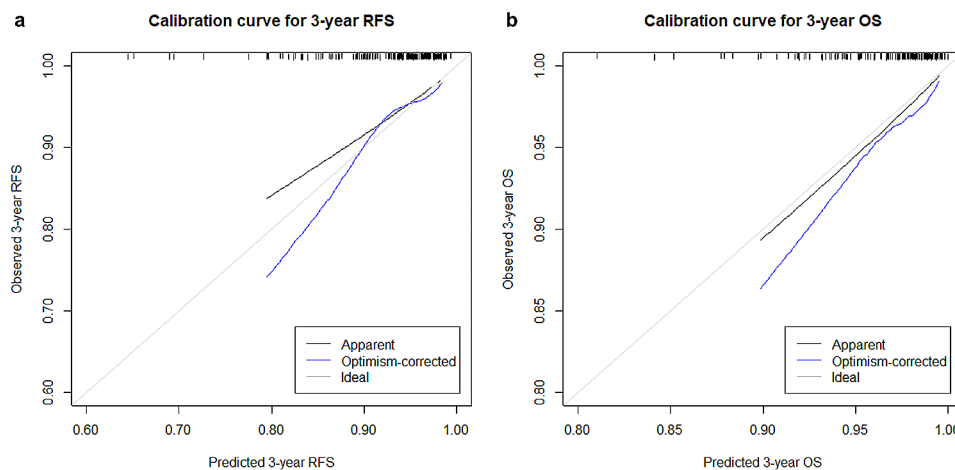 a
Calibration curve for 3-year RFS
Observed 3-year RFS
1.00
0.90
0.80
0.70
0.60
Apparent
Optimism-corrected
Ideal
0.60 0.70 0.80 0.90 1.00
Predicted 3-year RFS
b
Calibration curve for 3-year OS
Observed 3-year OS
1.00
0.95
0.90
0.85
0.80
Apparent
Optimism-corrected
Ideal
0.80 0.85 0.90 0.95 1.00
Predicted 3-year OS